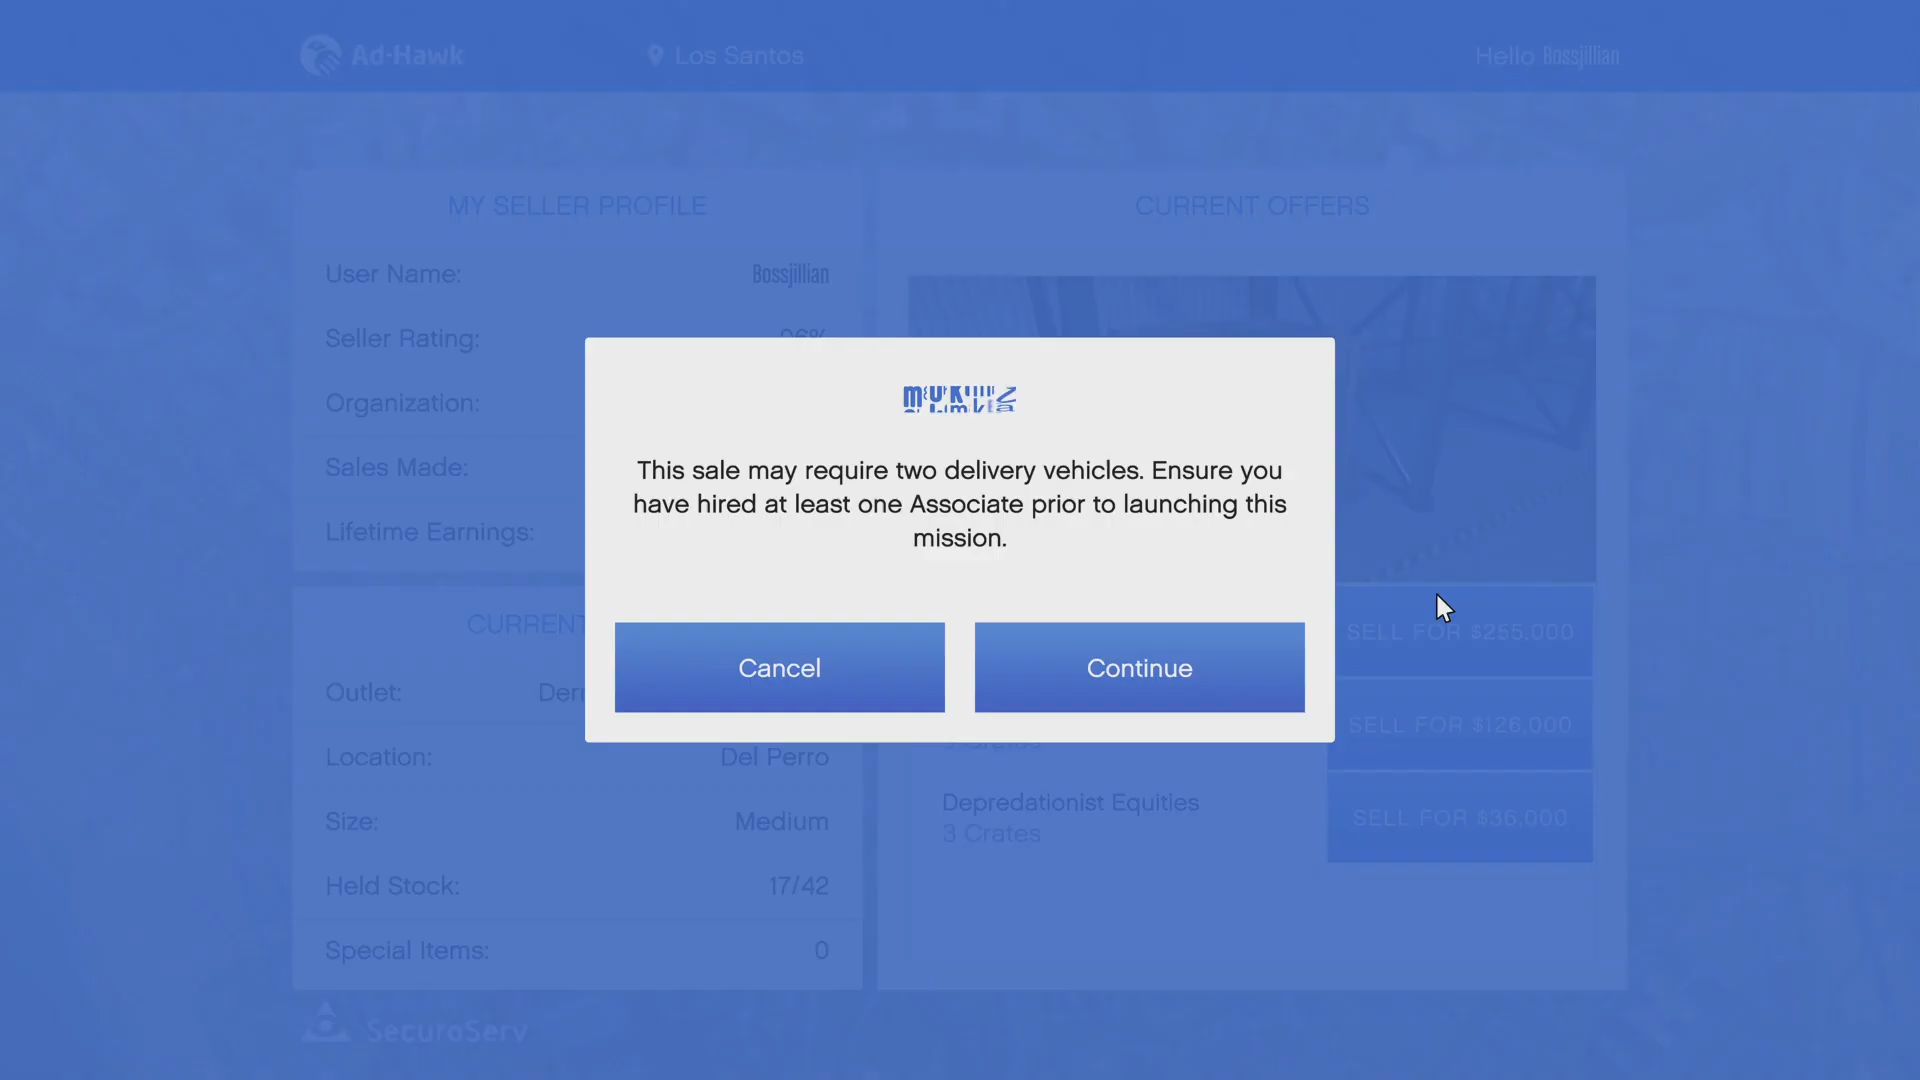 Ad-Hawk
Los Santos
Hello Bossjillian
MY SELLER PROFILE
User Name: Bossjillian
Seller Rating: 96%
Organization:
Sales Made:
Lifetime Earnings:
CURRENT OFFERS
This sale may require two delivery vehicles. Ensure you
have hired at least one Associate prior to launching this
mission.
Cancel
Continue
SELL FOR $255,000
SELL FOR $126,000
Depredationist Equities
3 Crates
SELL FOR $36,000
CURRENT
Outlet:
Location: Del Perro
Size: Medium
Held Stock: 17/42
Special Items: 0
SecuroServ